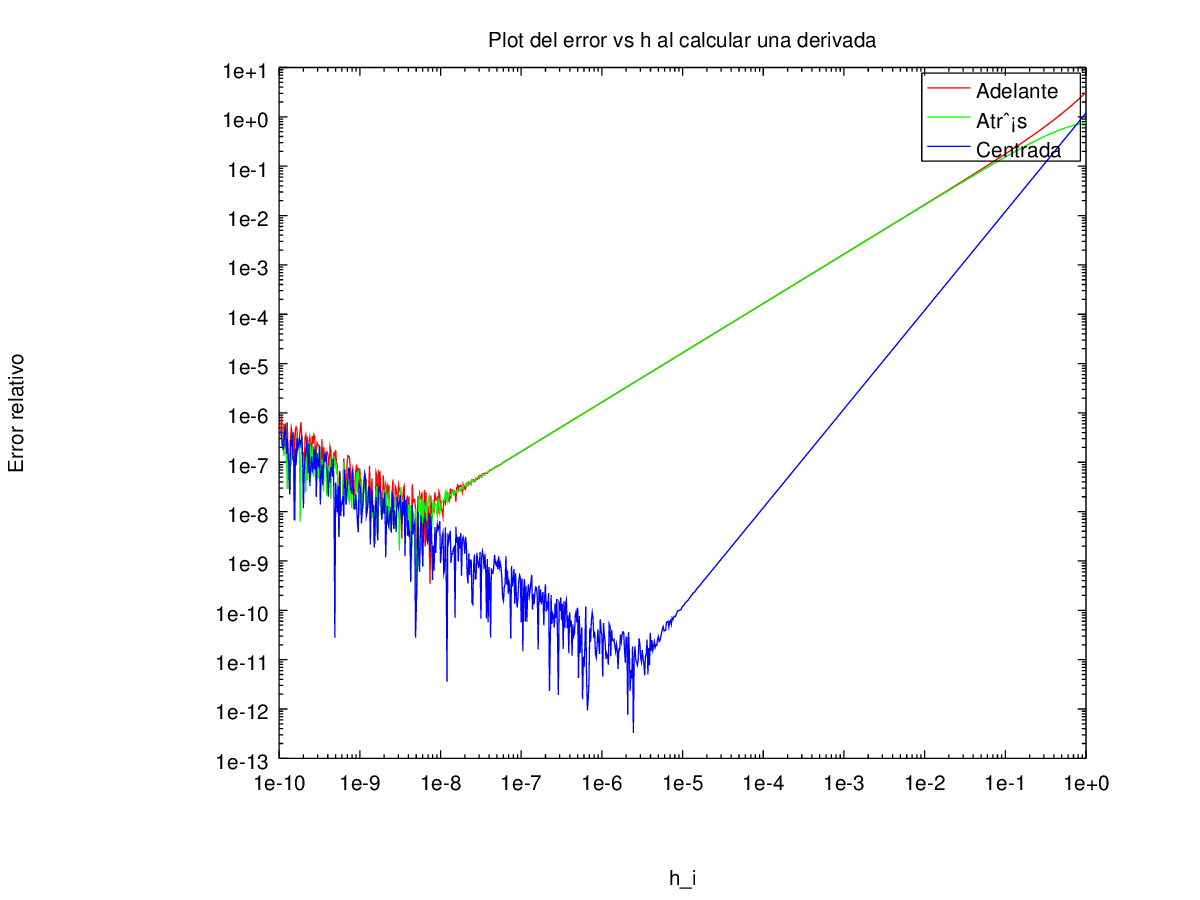 Plot del error vs h al calcular una derivada
1e+1
1e+0
1e-1
1e-2
1e-3
1e-4
1e-5
1e-6
1e-7
1e-8
1e-9
1e-10
1e-11
1e-12
1e-13
Adelante
Atrˆ¡s
Centrada
Error relativo
1e-10 1e-9 1e-8 1e-7 1e-6 1e-5 1e-4 1e-3 1e-2 1e-1 1e+0
h_i